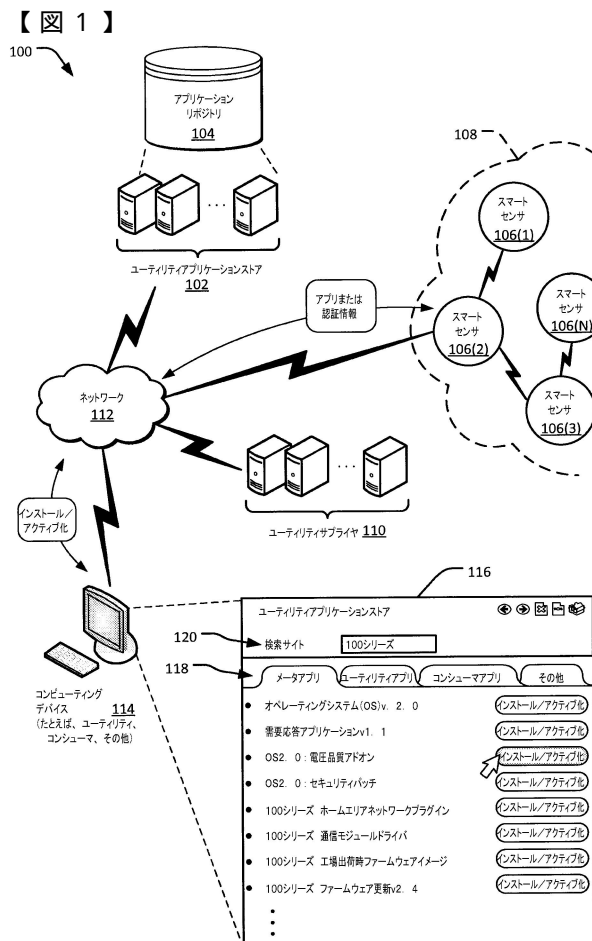 【図１】
100
アプリケーション
リポジトリ
104
108
スマート
センサ
106(1)
ユーティリティアプリケーションストア
102
アプリまたは
認証情報
スマート
センサ
106(2)
スマート
センサ
106(N)
スマート
センサ
106(3)
ネットワーク
112
インストール／
アクティブ化
ユーティリティサプライヤ 110
116
ユーティリティアプリケーションストア
120
検索サイト
100シリーズ
118
メータアプリ
ユーティリティアプリ
コンシューマアプリ
その他
コンピューティング
デバイス 114
(たとえば、ユーティリティ、
コンシューマ、その他)
• オペレーティングシステム(OS)v. 2. 0 インストール／アクティブ化
• 需要応答アプリケーションv1. 1 インストール／アクティブ化
• OS2. 0：電圧品質アドオン インストール／アクティブ化
• OS2. 0：セキュリティパッチ インストール／アクティブ化
• 100シリーズ ホームエリアネットワークプラグイン インストール／アクティブ化
• 100シリーズ 通信モジュールドライバ インストール／アクティブ化
• 100シリーズ 工場出荷時ファームウェアイメージ インストール／アクティブ化
• 100シリーズ ファームウェア更新v2. 4 インストール／アクティブ化